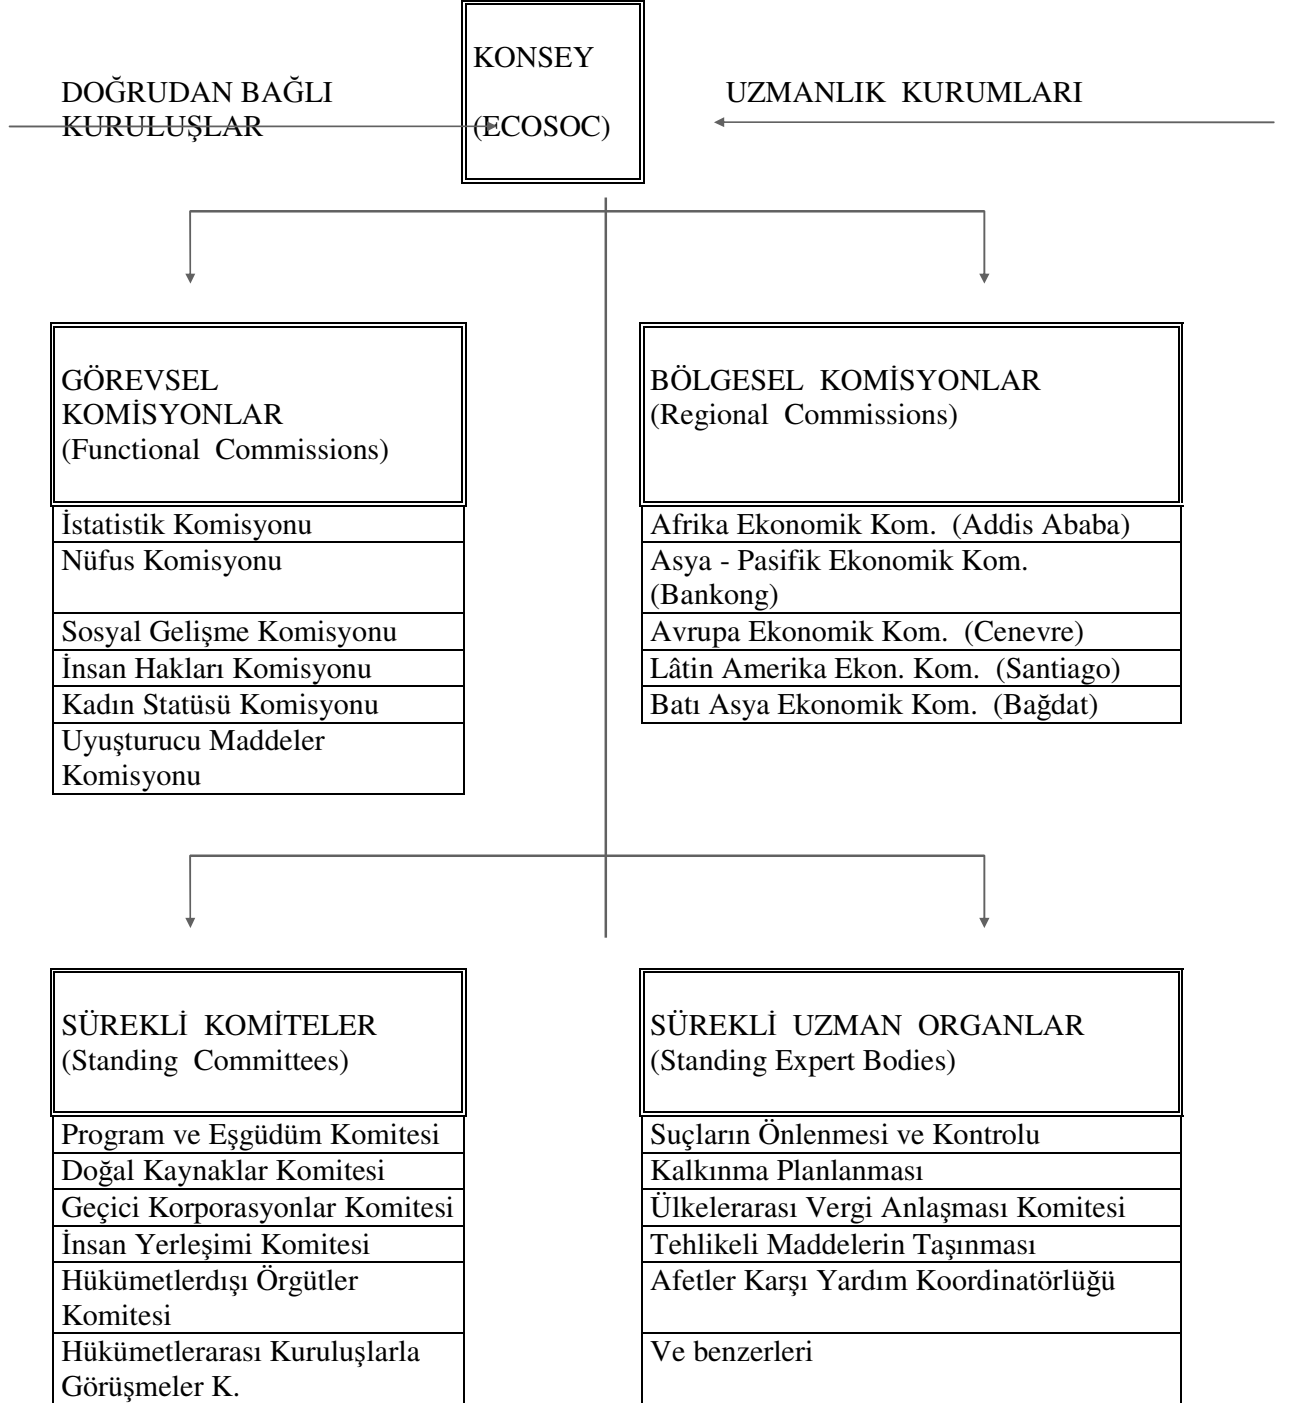 KONSEY
(ECOSOC)
DOĞRUDAN BAĞLI
KURULUŞLAR
UZMANLIK KURUMLARI
GÖREVSEL
KOMİSYONLAR
(Functional Commissions)
İstatistik Komisyonu
Nüfus Komisyonu
Sosyal Gelişme Komisyonu
İnsan Hakları Komisyonu
Kadın Statüsü Komisyonu
Uyuşturucu Maddeler
Komisyonu
BÖLGESEL KOMİSYONLAR
(Regional Commissions)
Afrika Ekonomik Kom. (Addis Ababa)
Asya - Pasifik Ekonomik Kom.
(Bankong)
Avrupa Ekonomik Kom. (Cenevre)
Lâtin Amerika Ekon. Kom. (Santiago)
Batı Asya Ekonomik Kom. (Bağdat)
SÜREKLİ KOMİTELER
(Standing Committees)
Program ve Eşgüdüm Komitesi
Doğal Kaynaklar Komitesi
Geçici Korporasyonlar Komitesi
İnsan Yerleşimi Komitesi
Hükümetlerdışı Örgütler
Komitesi
Hükümetlerarası Kuruluşlarla
Görüşmeler K.
SÜREKLİ UZMAN ORGANLAR
(Standing Expert Bodies)
Suçların Önlenmesi ve Kontrolu
Kalkınma Planlanması
Ülkelerarası Vergi Anlaşması Komitesi
Tehlikeli Maddelerin Taşınması
Afetler Karşı Yardım Koordinatörlüğü
Ve benzerleri